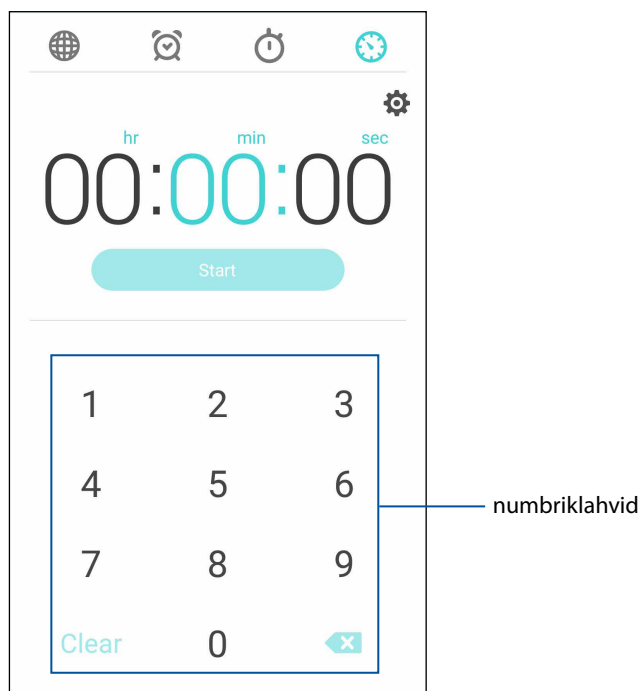 hr min sec
00:00:00
Start
1 2 3
4 5 6
numbriklahvid
7 8 9
Clear 0